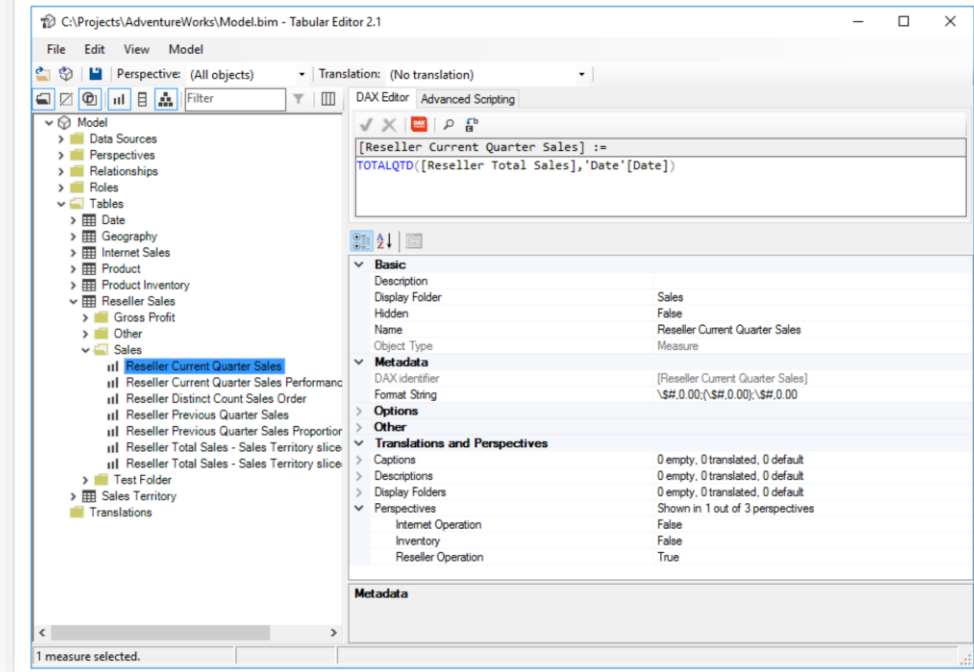 C:\Projects\AdventureWorks\Model.bim - Tabular Editor 2.1
File Edit View Model
Perspective: (All objects) Translation: (No translation)
Filter
DAX Editor Advanced Scripting
[Reseller Current Quarter Sales] :=
TOTALQTD([Reseller Total Sales],'Date'[Date])
Model
Data Sources
Perspectives
Relationships
Roles
Tables
Date
Geography
Internet Sales
Product
Product Inventory
Reseller Sales
Gross Profit
Other
Sales
Reseller Current Quarter Sales
Reseller Current Quarter Sales Performanc
Reseller Distinct Count Sales Order
Reseller Previous Quarter Sales
Reseller Previous Quarter Sales Proportior
Reseller Total Sales - Sales Territory slice
Reseller Total Sales - Sales Territory slice
Test Folder
Sales Territory
Translations
Basic
Description
Display Folder Sales
Hidden False
Name Reseller Current Quarter Sales
Object Type Measure
Metadata
DAX identifier [Reseller Current Quarter Sales]
Format String \$#,0.00;(\$#,0.00);\$#,0.00
Options
Other
Translations and Perspectives
Captions 0 empty, 0 translated, 0 default
Descriptions 0 empty, 0 translated, 0 default
Display Folders 0 empty, 0 translated, 0 default
Perspectives Shown in 1 out of 3 perspectives
Internet Operation False
Inventory False
Reseller Operation True
Metadata
1 measure selected.